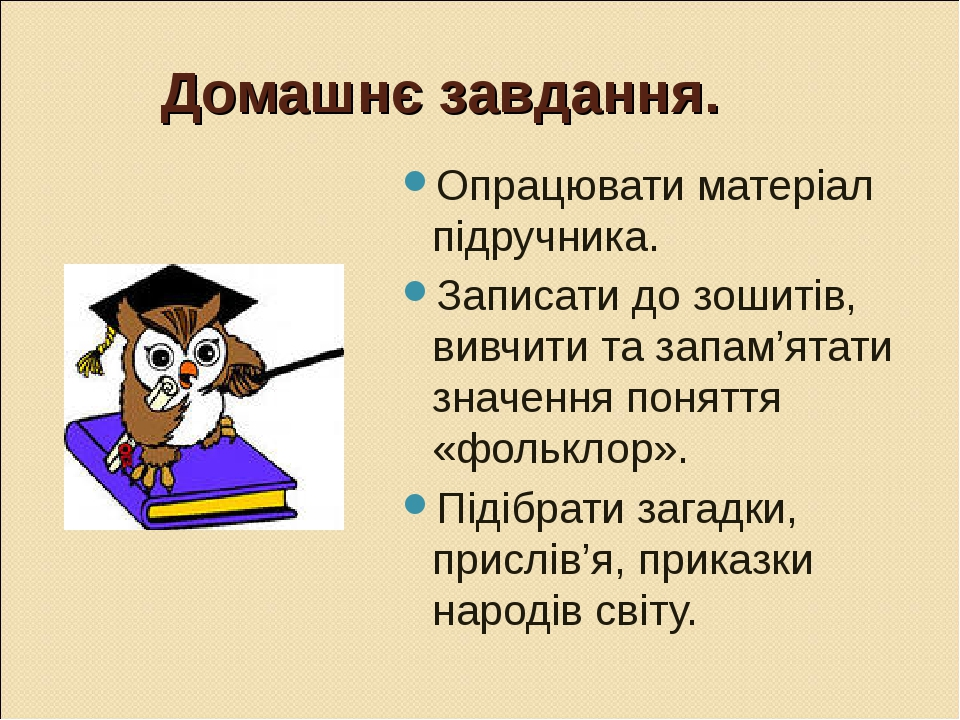 Домашнє завдання.
Опрацювати матеріал
підручника.
Записати до зошитів,
вивчити та запам’ятати
значення поняття
«фольклор».
Підібрати загадки,
прислів’я, приказки
народів світу.